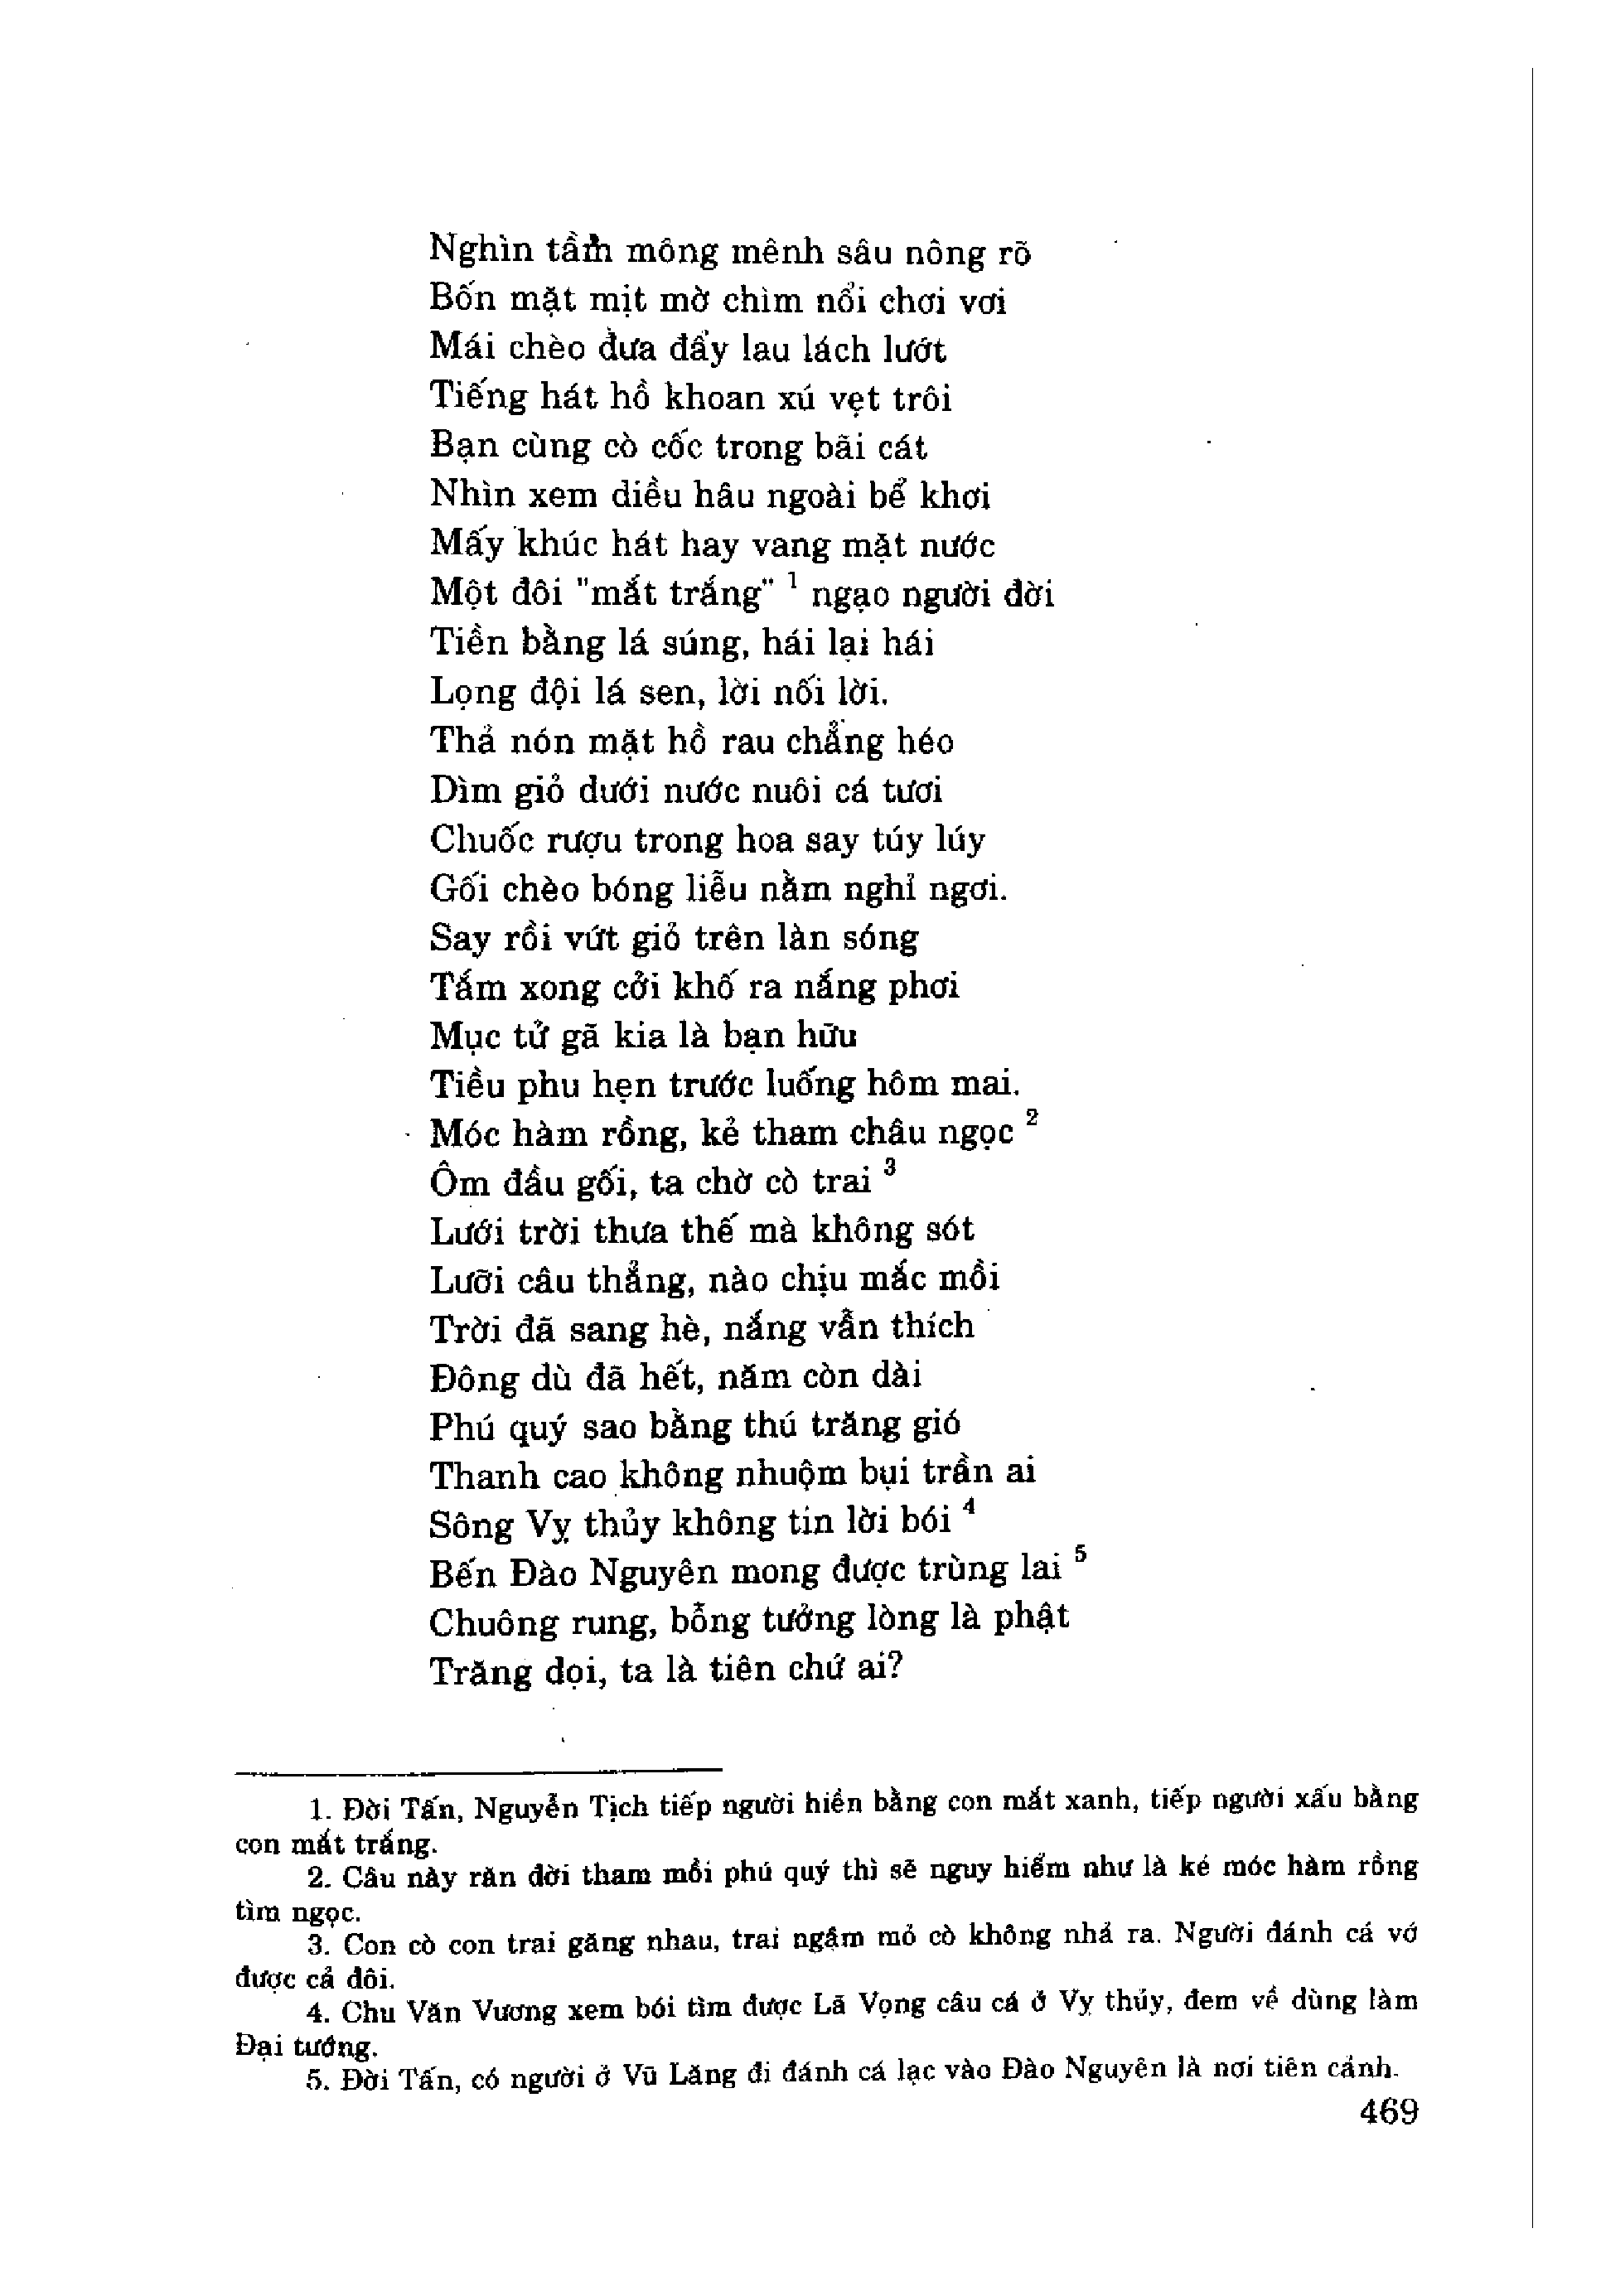 Nghìn tầm mông mênh sâu nông rõ
Bốn mặt mịt mờ chìm nổi chơi vơi
Mái chèo đưa đẩy lau lách lướt
Tiếng hát hồ khoan xú vẹt trôi
Bạn cùng cò cốc trong bãi cát
Nhìn xem diều hâu ngoài bể khơi
Mấy khúc hát hay vang mặt nước
Một đôi "mắt trắng" 1 ngạo người đời
Tiền bằng lá súng, hái lại hái
Lọng đội lá sen, lời nối lời.
Thả nón mặt hồ rau chẳng héo
Dìm giỏ dưới nước nuôi cá tươi
Chuốc rượu trong hoa say túy lúy
Gối chèo bóng liễu nằm nghỉ ngơi.
Say rồi vứt giỏ trên làn sóng
Tắm xong cởi khố ra nắng phơi
Mục tử gã kia là bạn hữu
Tiều phu hẹn trước luống hôm mai.
Móc hàm rồng, kẻ tham châu ngọc 2
Ôm đầu gối, ta chờ cò trai 3
Lưới trời thưa thế mà không sót
Lưỡi câu thẳng, nào chịu mắc mồi
Trời đã sang hè, nắng vẫn thích
Đông dù đã hết, năm còn dài
Phú quý sao bằng thú trăng gió
Thanh cao không nhuộm bụi trần ai
Sông Vỵ thủy không tin lời bói 4
Bến Đào Nguyên mong được trùng lai 5
Chuông rung, bỗng tưởng lòng là phật
Trăng dọi, ta là tiên chứ ai?
1. Đời Tấn, Nguyễn Tịch tiếp người hiền bằng con mắt xanh, tiếp người xấu bằng
con mắt trắng.
2. Câu này răn đời tham mồi phú quý thì sẽ nguy hiểm như là kẻ móc hàm rồng
tìm ngọc.
3. Con cò con trai găng nhau, trai ngậm mỏ cò không nhả ra. Người đánh cá vớ
được cả đôi.
4. Chu Văn Vương xem bói tìm được Lã Vọng câu cá ở Vỵ thủy, đem về dùng làm
Đại tướng.
5. Đời Tấn, có người ở Vũ Lăng đi đánh cá lạc vào Đào Nguyên là nơi tiên cảnh.
469